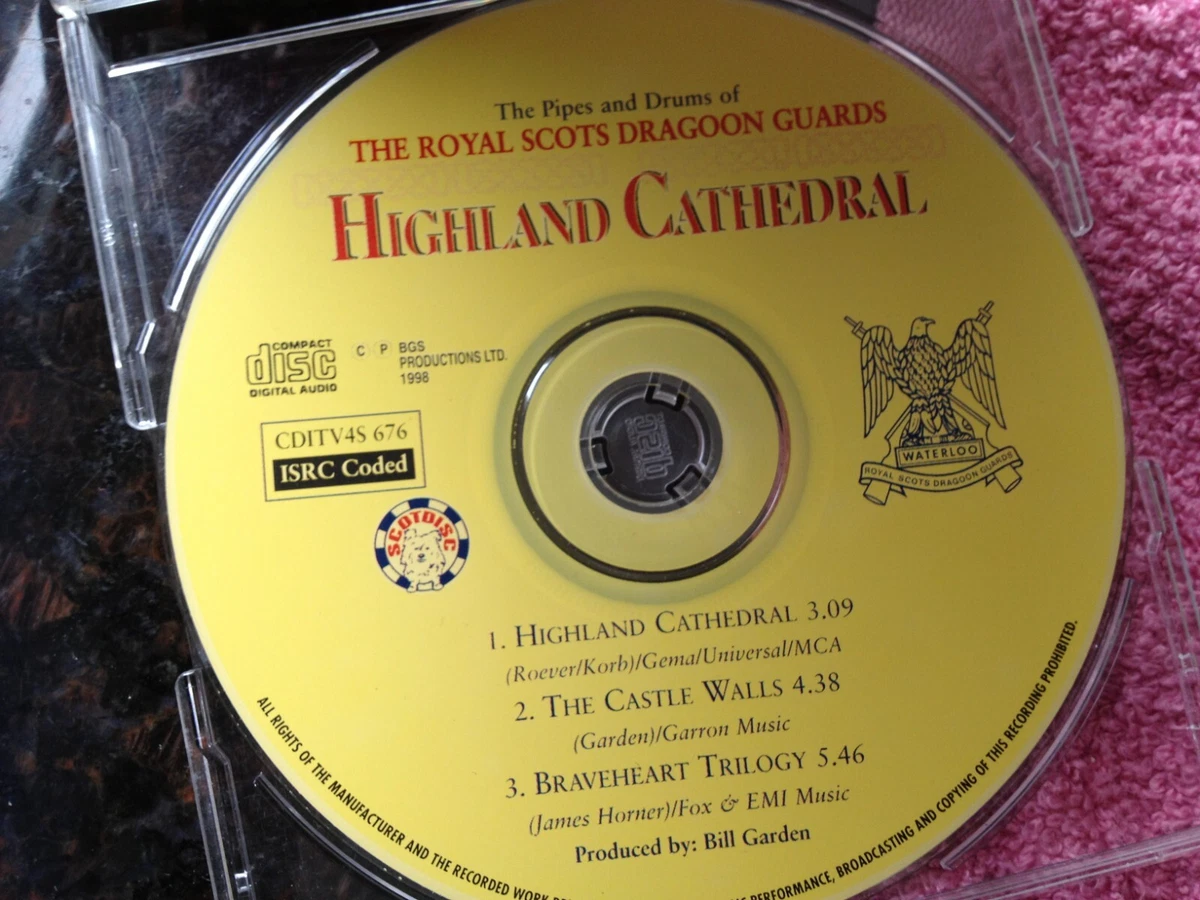 The Pipes and Drums of
THE ROYAL SCOTS DRAGOON GUARDS
HIGHLAND CATHEDRAL
COMPACT
disc
DIGITAL AUDIO
C P BGS
PRODUCTIONS LTD.
1998
CDITV4S 676
ISRC Coded
SCOTDISC
WATERLOO
ROYAL SCOTS DRAGOON GUARDS
1. HIGHLAND CATHEDRAL 3.09
(Roever/Korb)/Gema/Universal/MCA
2. THE CASTLE WALLS 4.38
(Garden)/Garron Music
3. BRAVEHEART TRILOGY 5.46
(James Horner)/Fox & EMI Music
Produced by: Bill Garden
ALL RIGHTS OF THE MANUFACTURER AND THE RECORDED WORK
PERFORMANCE, BROADCASTING AND COPYING OF THIS RECORDING PROHIBITED.